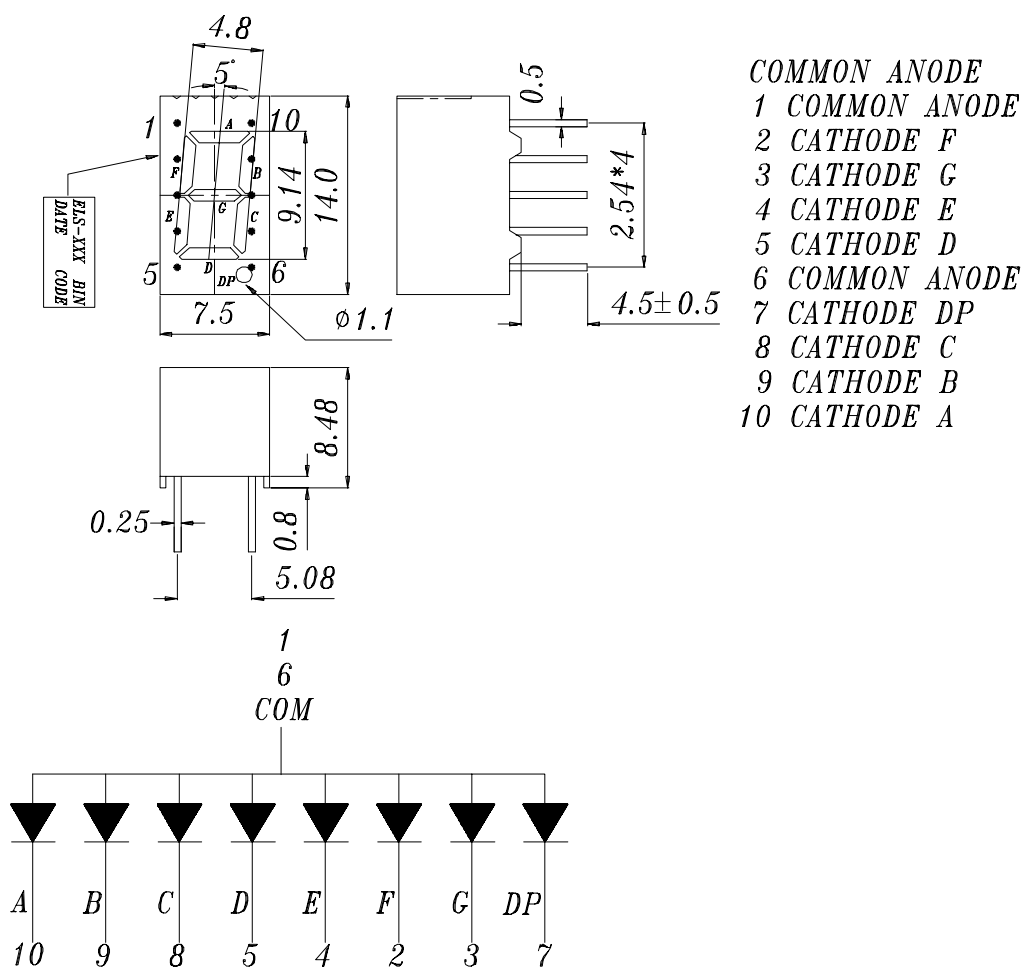 4.8
5°
1
10
A
F
B
G
E
C
D
5
6
DP
9.14
14.0
7.5
ø1.1
ELS-XXX BIN
DATE CODE
0.5
2.54*4
4.5±0.5
COMMON ANODE
1 COMMON ANODE
2 CATHODE F
3 CATHODE G
4 CATHODE E
5 CATHODE D
6 COMMON ANODE
7 CATHODE DP
8 CATHODE C
9 CATHODE B
10 CATHODE A
8.48
0.25
0.8
5.08
1
6
COM
A B C D E F G DP
10 9 8 5 4 2 3 7